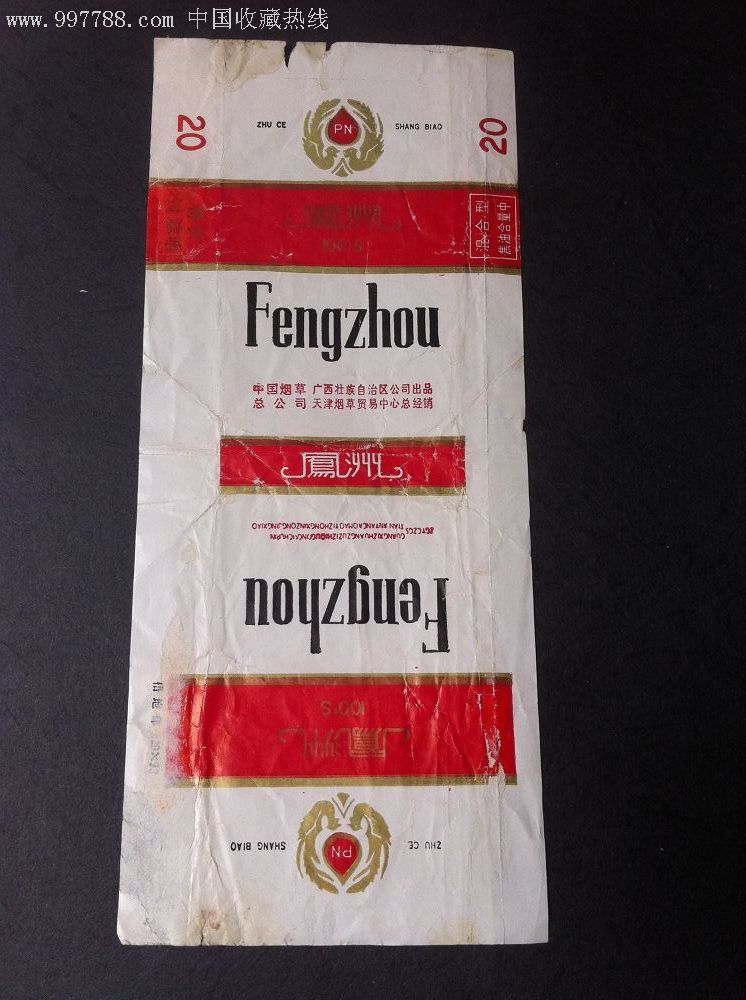 www.997788.com 中国收藏热线
20
ZHU CE
PN
SHANG BIAO
20
鳳洲
100'S
混合型
焦油含量中
Fengzhou
中国烟草 广西壮族自治区公司出品
总公司 天津烟草贸易中心总经销
鳳洲
Fengzhou
100'S
鳳洲
ZHU CE
PN
SHANG BIAO